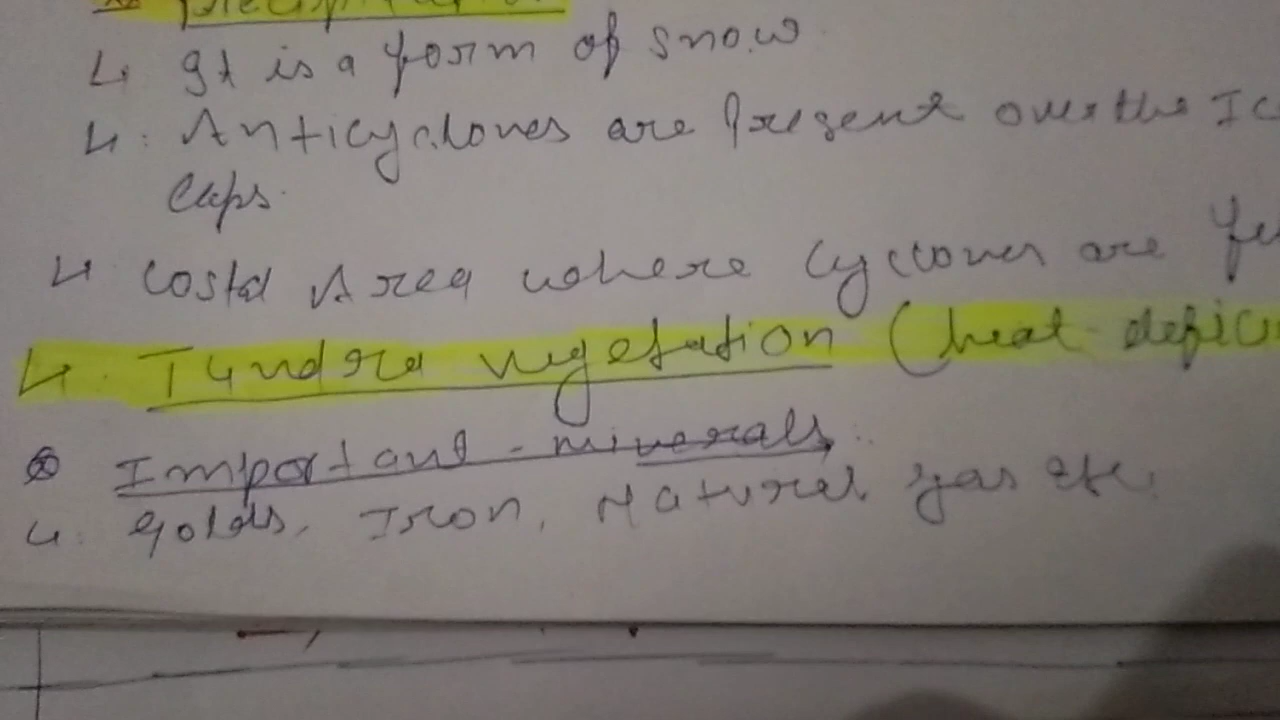 It is a form of snow
Anticyclones are present over the
Caps.
Costal Area where Cyclones are
Tundra vegetation (heat
Important - minerals
golds, Iron, Natural gas etc.